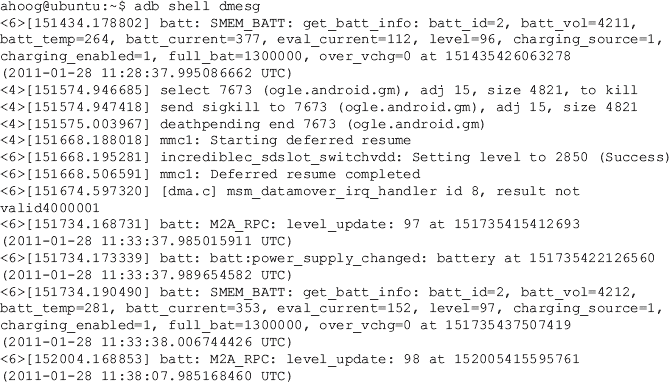 ahoog@ubuntu:~$ adb shell dmesg
<6>[151434.178802] batt: SMEM_BATT: get_batt_info: batt_id=2, batt_vol=4211,
batt_temp=264, batt_current=377, eval_current=112, level=96, charging_source=1,
charging_enabled=1, full_bat=1300000, over_vchg=0 at 151435426063278
(2011-01-28 11:28:37.995086662 UTC)
<4>[151574.946685] select 7673 (ogle.android.gm), adj 15, size 4821, to kill
<4>[151574.947418] send sigkill to 7673 (ogle.android.gm), adj 15, size 4821
<4>[151575.003967] deathpending end 7673 (ogle.android.gm)
<4>[151668.188018] mmc1: Starting deferred resume
<6>[151668.195281] incrediblec_sdslot_switchvdd: Setting level to 2850 (Success)
<6>[151668.506591] mmc1: Deferred resume completed
<6>[151674.597320] [dma.c] msm_datamover_irq_handler id 8, result not
valid4000001
<6>[151734.168731] batt: M2A_RPC: level_update: 97 at 151735415412693
(2011-01-28 11:33:37.985015911 UTC)
<6>[151734.173339] batt: batt:power_supply_changed: battery at 151735422126560
(2011-01-28 11:33:37.989654582 UTC)
<6>[151734.190490] batt: SMEM_BATT: get_batt_info: batt_id=2, batt_vol=4212,
batt_temp=281, batt_current=353, eval_current=152, level=97, charging_source=1,
charging_enabled=1, full_bat=1300000, over_vchg=0 at 151735437507419
(2011-01-28 11:33:38.006744426 UTC)
<6>[152004.168853] batt: M2A_RPC: level_update: 98 at 152005415595761
(2011-01-28 11:38:07.985168460 UTC)